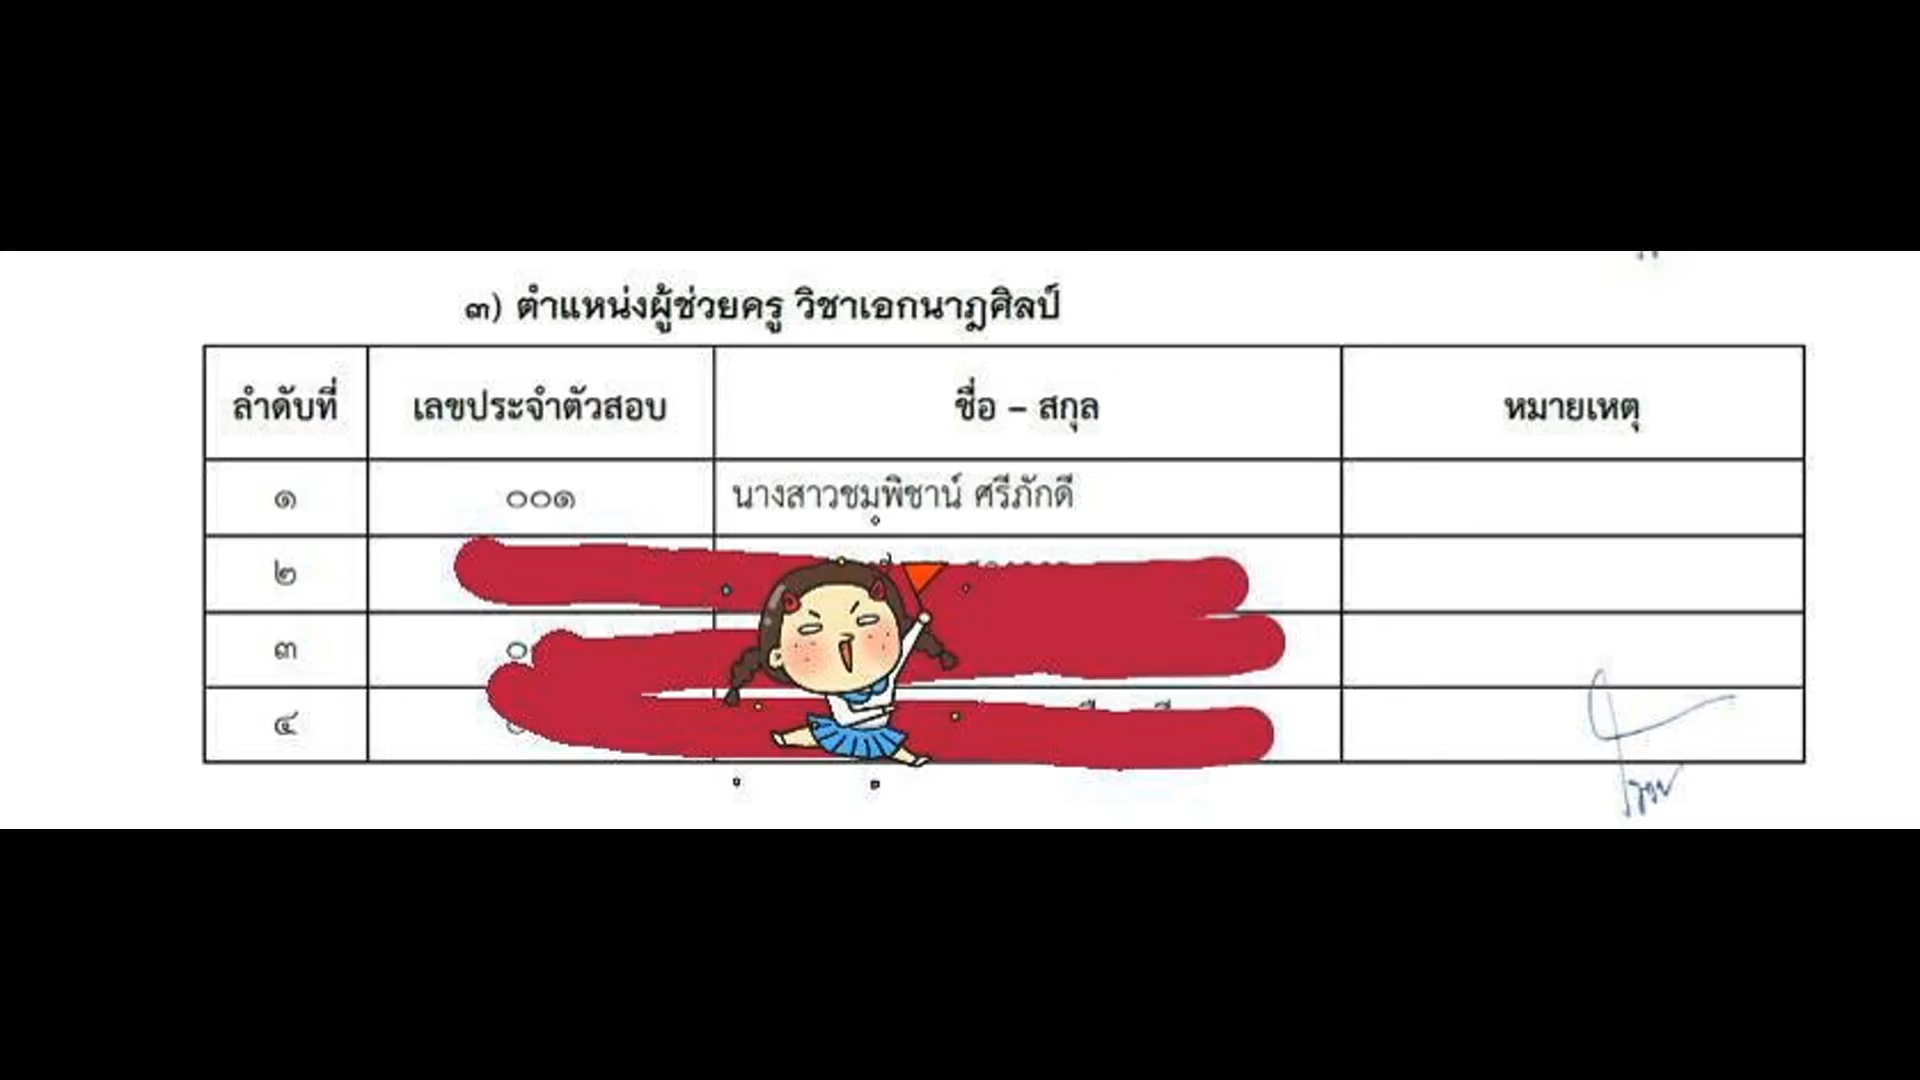 ๓) ตำแหน่งผู้ช่วยครู วิชาเอกนาฎศิลป์
ลำดับที่ เลขประจำตัวสอบ ชื่อ – สกุล หมายเหตุ
๑ ๐๐๑ นางสาวชมพิชาน์ ศรีภักดี
๒
๓
๔